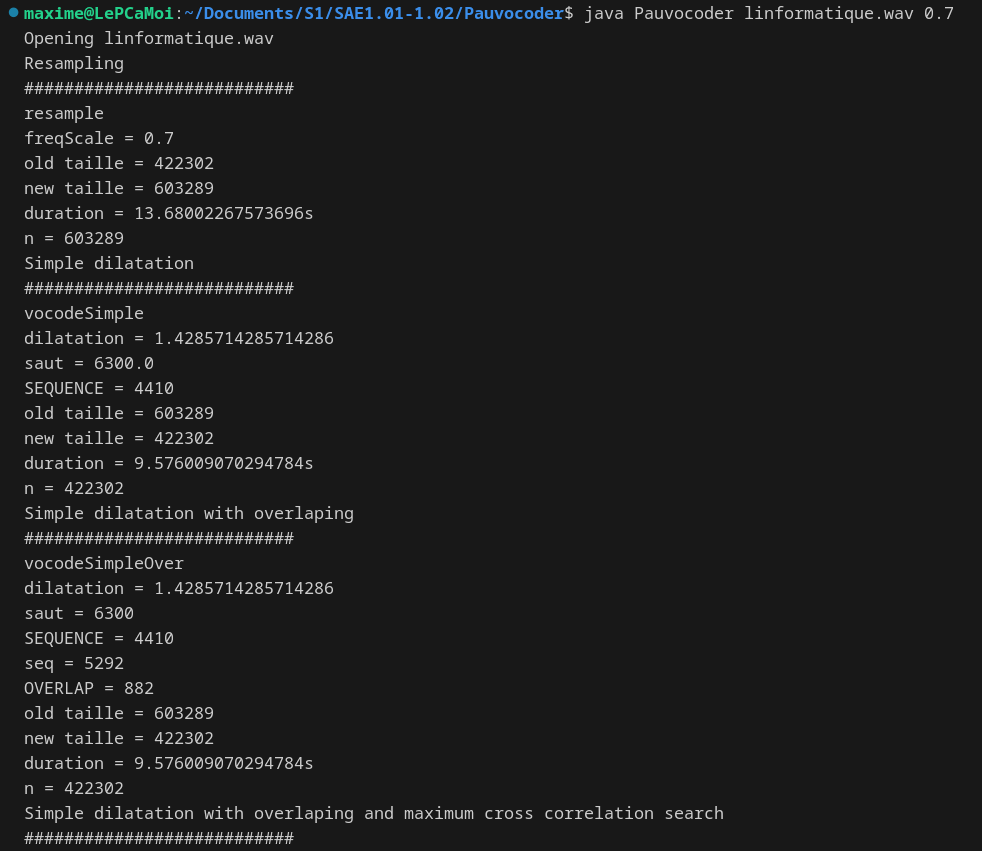 maxime@LePCaMoi:~/Documents/S1/SAE1.01-1.02/Pauvocoder$ java Pauvocoder linformatique.wav 0.7
Opening linformatique.wav
Resampling
###########################
resample
freqScale = 0.7
old taille = 422302
new taille = 603289
duration = 13.68002267573696s
n = 603289
Simple dilatation
###########################
vocodeSimple
dilatation = 1.4285714285714286
saut = 6300.0
SEQUENCE = 4410
old taille = 603289
new taille = 422302
duration = 9.576009070294784s
n = 422302
Simple dilatation with overlaping
###########################
vocodeSimpleOver
dilatation = 1.4285714285714286
saut = 6300
SEQUENCE = 4410
seq = 5292
OVERLAP = 882
old taille = 603289
new taille = 422302
duration = 9.576009070294784s
n = 422302
Simple dilatation with overlaping and maximum cross correlation search
###########################